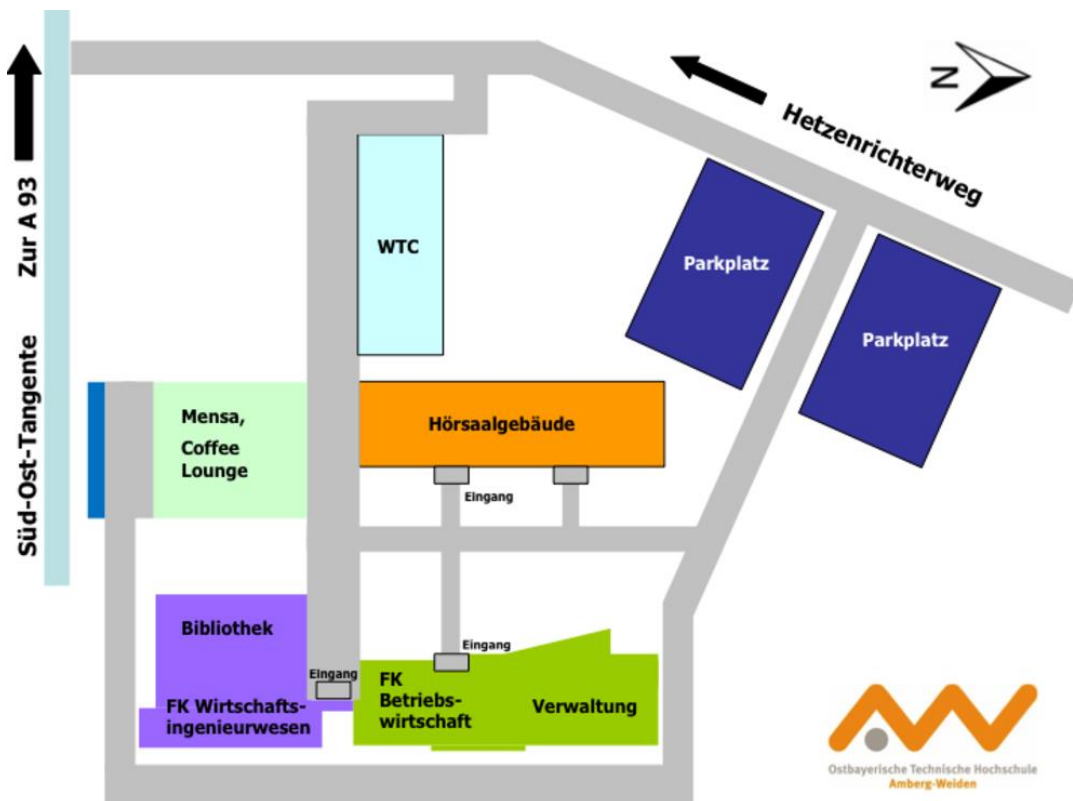 Zur A 93
Süd-Ost-Tangente
N
Hetzenrichterweg
WTC
Parkplatz
Parkplatz
Mensa,
Coffee
Lounge
Hörsaalgebäude
Eingang
Bibliothek
Eingang
Eingang
FK Wirtschafts-
ingenieurwesen
FK
Betriebs-
wirtschaft
Verwaltung
Ostbayerische Technische Hochschule
Amberg-Weiden